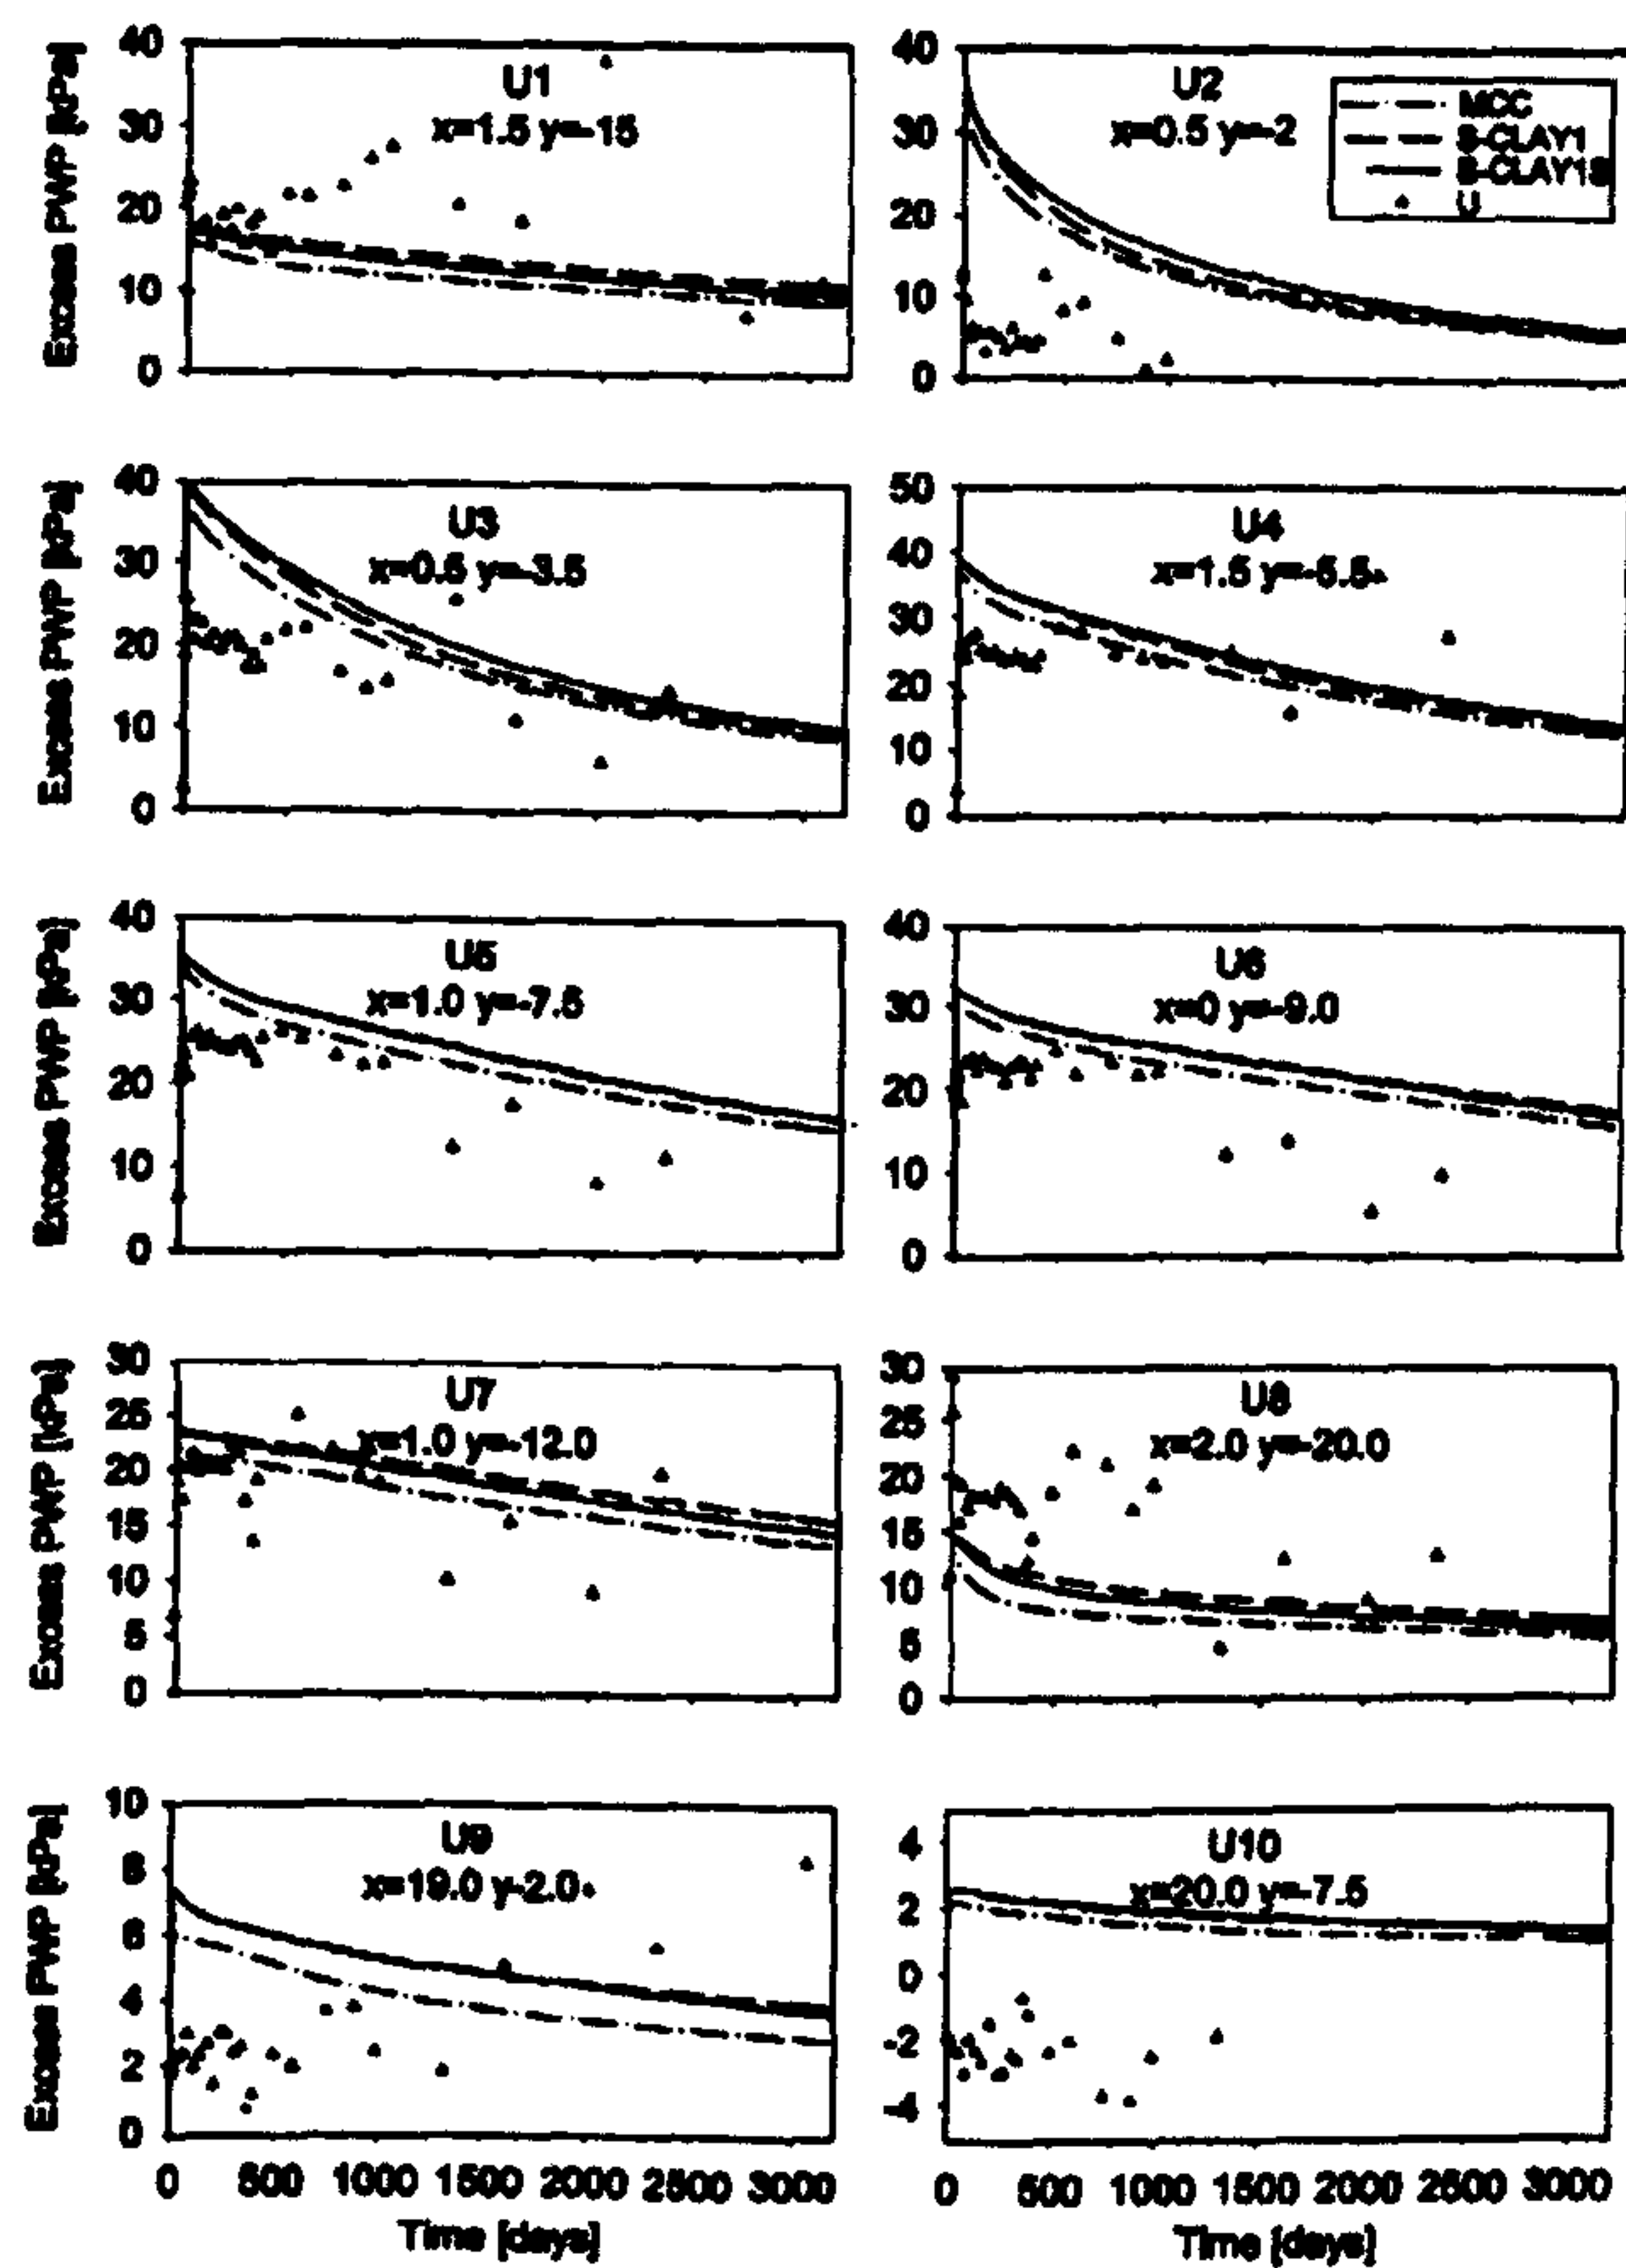 Excess PWP [kPa]
40
30
20
10
0
U1
x=1.5 y=-15
40
30
20
10
0
U2
x=0.5 y=-2
MCC
S-CLAY1
S-CLAY1S
U
Excess PWP [kPa]
40
30
20
10
0
U3
x=0.5 y=-3.5
50
40
30
20
10
0
U4
x=1.5 y=-5.5
Excess PWP [kPa]
40
30
20
10
0
U5
x=1.0 y=-7.5
40
30
20
10
0
U6
x=0 y=-9.0
Excess PWP [kPa]
30
25
20
15
10
5
0
U7
x=1.0 y=-12.0
30
25
20
15
10
5
0
U8
x=2.0 y=-20.0
Excess PWP [kPa]
10
8
6
4
2
0
U9
x=19.0 y-2.0
4
2
0
-2
-4
U10
x=20.0 y=-7.5
0 500 1000 1500 2000 2500 3000
Time [days]
0 500 1000 1500 2000 2500 3000
Time [days]